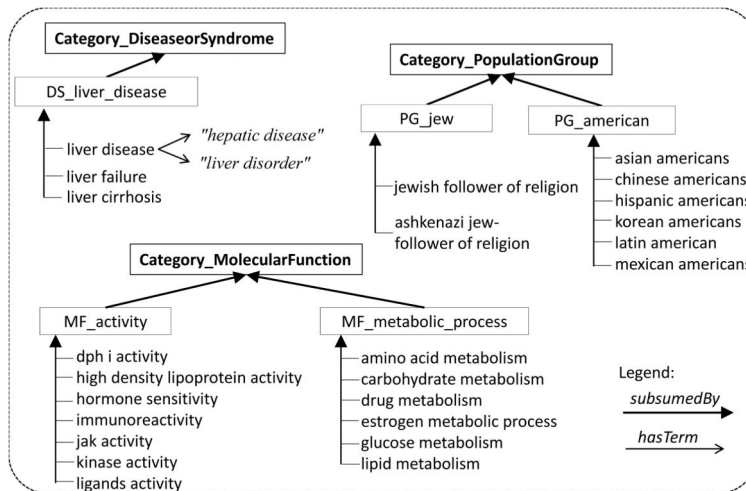 Category_DiseaseorSyndrome
DS_liver_disease
liver disease
"hepatic disease"
"liver disorder"
liver failure
liver cirrhosis
Category_PopulationGroup
PG_jew
PG_american
jewish follower of religion
ashkenazi jew-
follower of religion
asian americans
chinese americans
hispanic americans
korean americans
latin american
mexican americans
Category_MolecularFunction
MF_activity
MF_metabolic_process
dph i activity
high density lipoprotein activity
hormone sensitivity
immunoreactivity
jak activity
kinase activity
ligands activity
amino acid metabolism
carbohydrate metabolism
drug metabolism
estrogen metabolic process
glucose metabolism
lipid metabolism
Legend:
subsumedBy
hasTerm